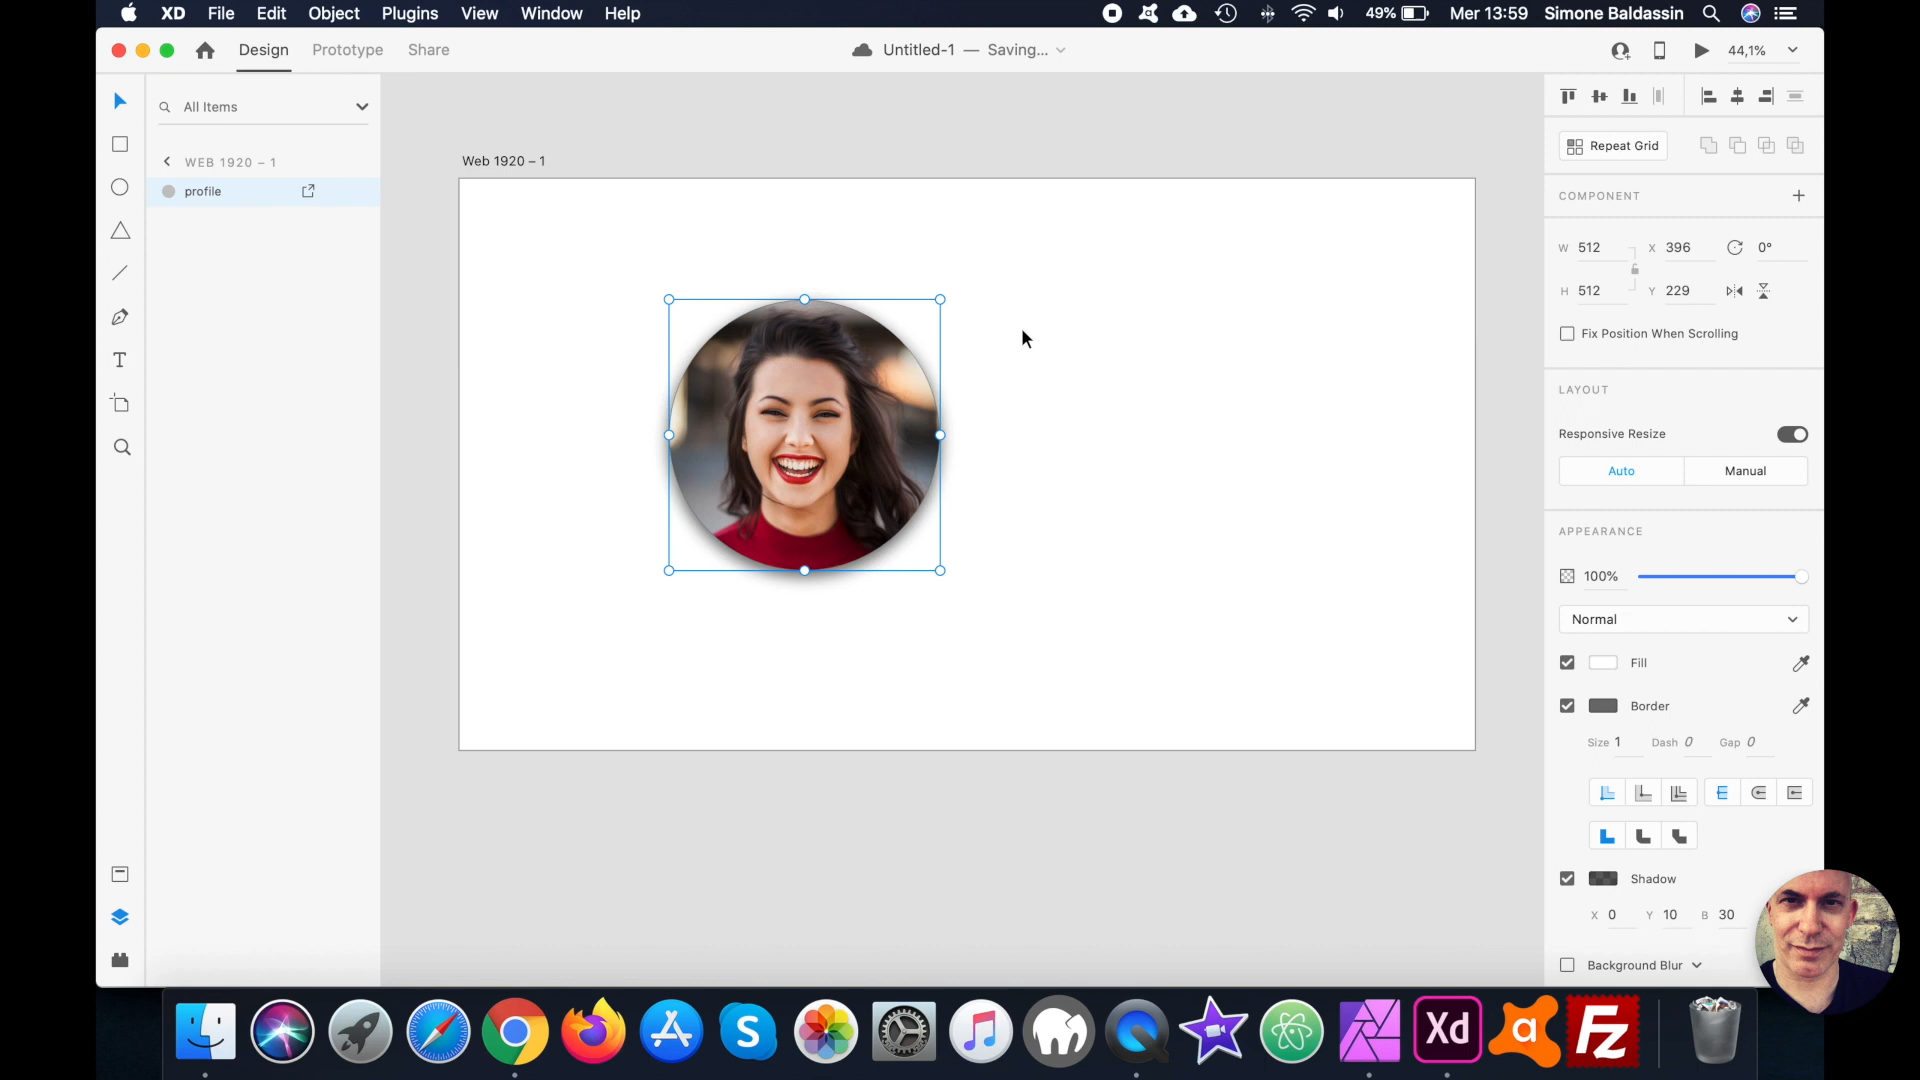 XD File Edit Object Plugins View Window Help 49% Mer 13:59 Simone Baldassin
Design Prototype Share Untitled-1 — Saving... 44,1%
All Items
WEB 1920 – 1
profile
Web 1920 – 1
Repeat Grid
COMPONENT
W 512 X 396 0°
H 512 Y 229
Fix Position When Scrolling
LAYOUT
Responsive Resize
Auto Manual
APPEARANCE
100%
Normal
Fill
Border
Size 1 Dash 0 Gap 0
Shadow
X 0 Y 10 B 30
Background Blur
S
Xd
a
Fz